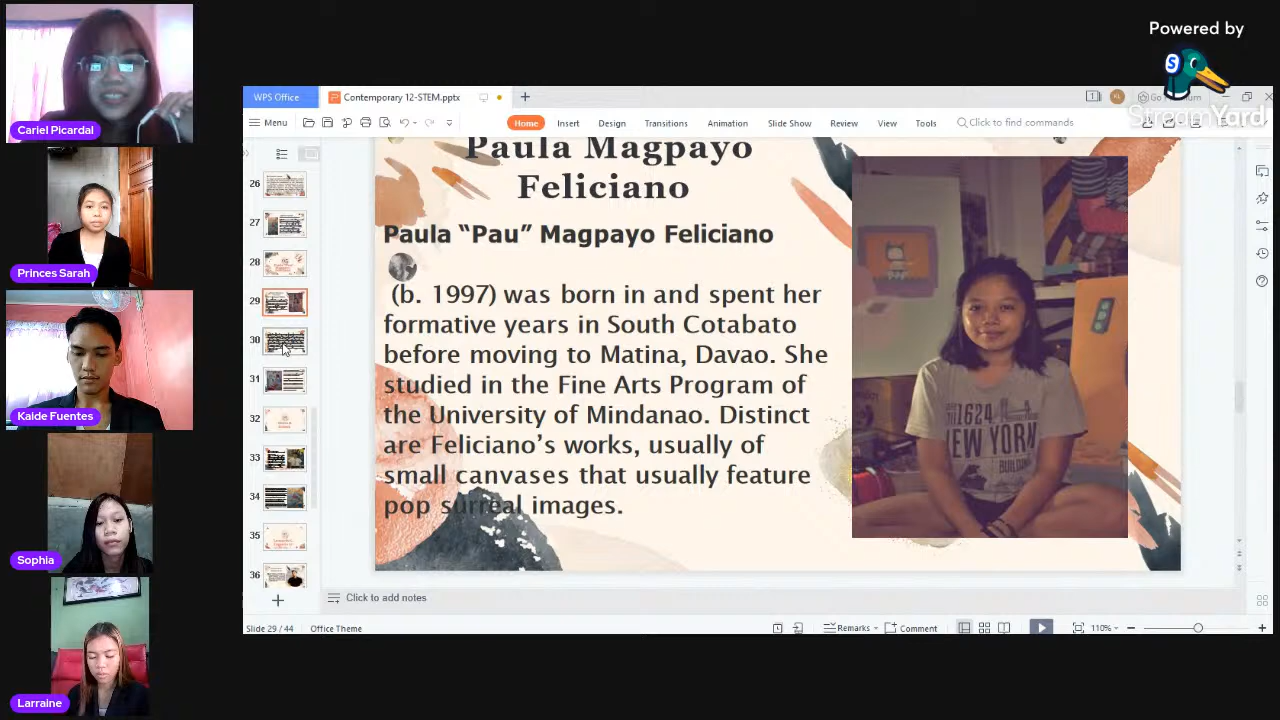 Powered by
S
StreamYard
Cariel Picardal
Princes Sarah
Kalde Fuentes
Sophia
Larraine
WPS Office
Contemporary 12-STEM.pptx
Menu
Home Insert Design Transitions Animation Slide Show Review View Tools Click to find commands
26
27
28
29
30
31
32
33
34
35
36
Paula Magpayo
Feliciano
Paula “Pau” Magpayo Feliciano
(b. 1997) was born in and spent her
formative years in South Cotabato
before moving to Matina, Davao. She
studied in the Fine Arts Program of
the University of Mindanao. Distinct
are Feliciano’s works, usually of
small canvases that usually feature
pop surreal images.
1624
NEW YORK
BUILDING
Click to add notes
Slide 29 / 44 Office Theme
Remarks Comment 110%